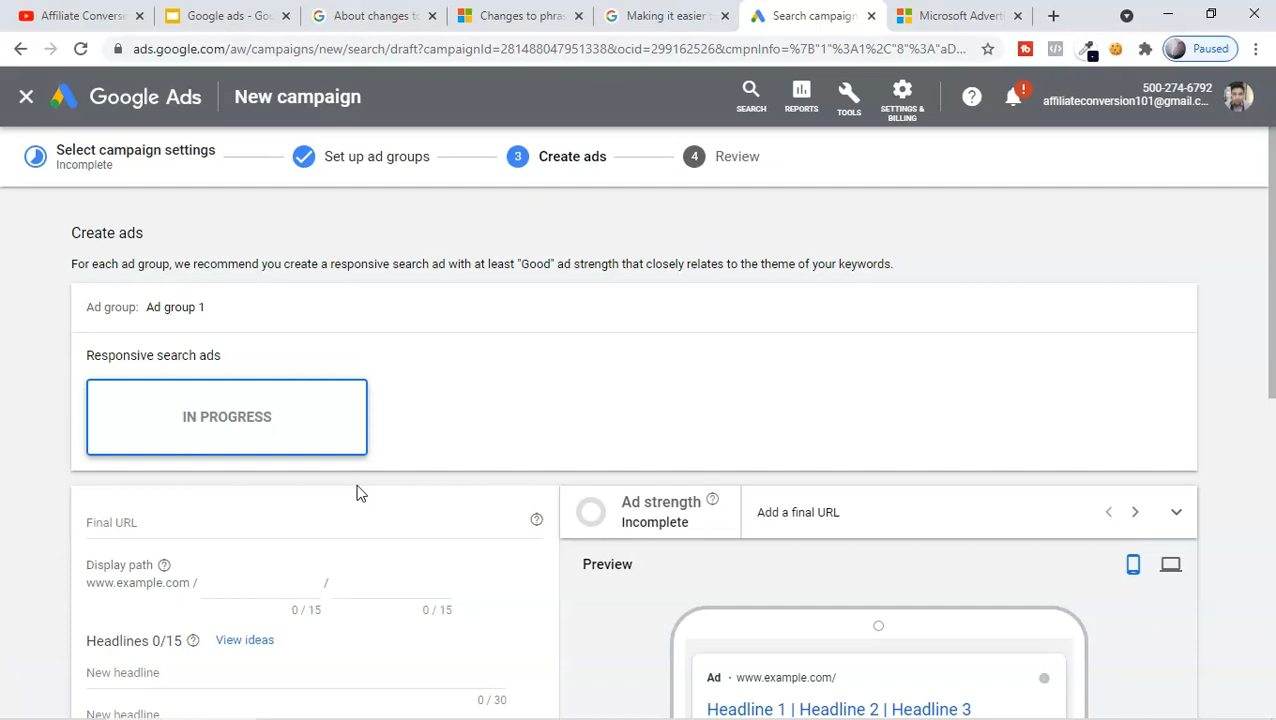 Affiliate Converse
Google ads - Goo
About changes to
Changes to phras
Making it easier
Search campaign
Microsoft Adverti
ads.google.com/aw/campaigns/new/search/draft?campaignId=281488047951338&ocid=299162526&cmpnInfo=%7B"1"%3A1%2C"8"%3A"aD...
Paused
Google Ads
New campaign
SEARCH
REPORTS
TOOLS
SETTINGS & BILLING
500-274-6792
affiliateconversion101@gmail.c...
Select campaign settings
Incomplete
Set up ad groups
3 Create ads
4 Review
Create ads
For each ad group, we recommend you create a responsive search ad with at least "Good" ad strength that closely relates to the theme of your keywords.
Ad group: Ad group 1
Responsive search ads
IN PROGRESS
Final URL
Display path
www.example.com / /
0 / 15 0 / 15
Headlines 0/15 View ideas
New headline
0 / 30
New headline
Ad strength
Incomplete
Add a final URL
Preview
Ad · www.example.com/
Headline 1 | Headline 2 | Headline 3